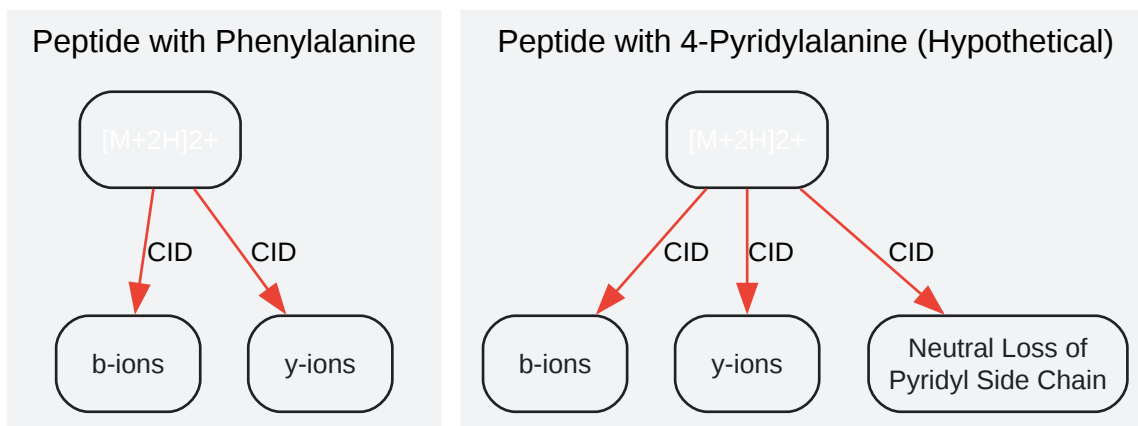 Peptide with Phenylalanine
[M+2H]2+
CID
CID
b-ions
y-ions
Peptide with 4-Pyridylalanine (Hypothetical)
[M+2H]2+
CID
CID
CID
b-ions
y-ions
Neutral Loss of
Pyridyl Side Chain